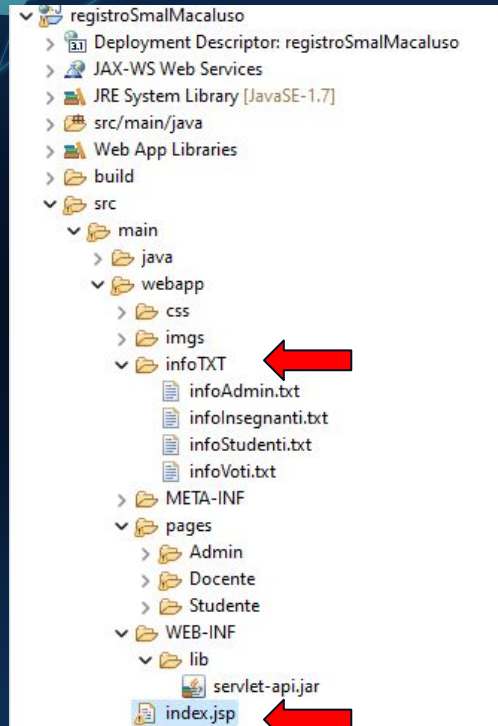 registroSmalMacaluso
3.1 Deployment Descriptor: registroSmalMacaluso
JAX-WS Web Services
JRE System Library [JavaSE-1.7]
src/main/java
Web App Libraries
build
src
main
java
webapp
css
imgs
infoTXT
infoAdmin.txt
infoInsegnanti.txt
infoStudenti.txt
infoVoti.txt
META-INF
pages
Admin
Docente
Studente
WEB-INF
lib
servlet-api.jar
index.jsp